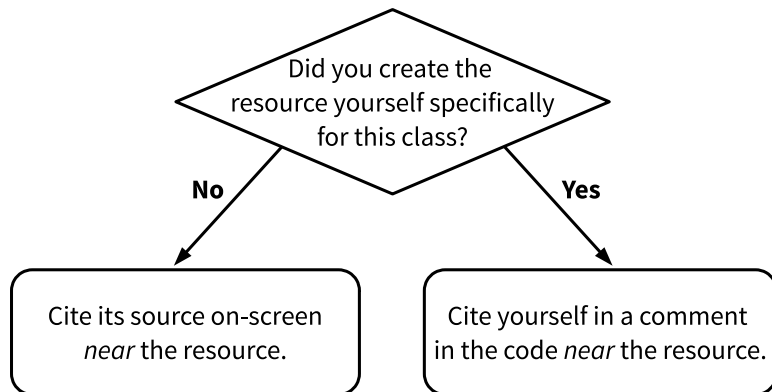 Did you create the
resource yourself specifically
for this class?
No
Yes
Cite its source on-screen
near the resource.
Cite yourself in a comment
in the code near the resource.